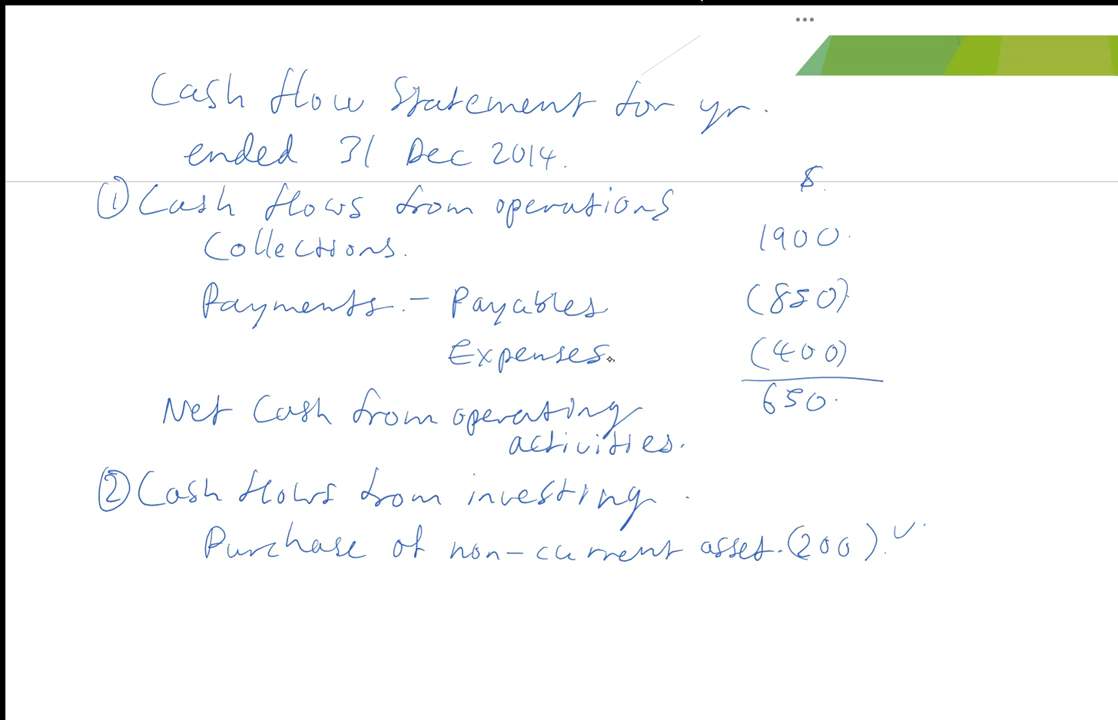 Cash flow Statement for yr.
ended 31 Dec 2014.
$.
① Cash flows from operations
Collections. 1900.
Payments. - Payables (850)
Expenses. (400)
Net Cash from operating activities. 650.
② Cash flows from investing.
Purchase of non-current asset. (200).